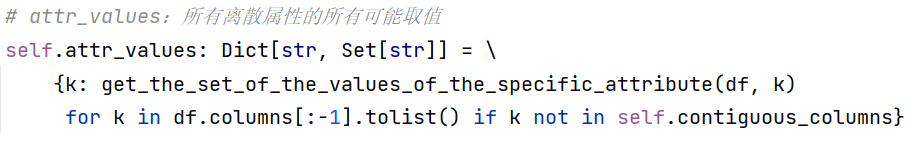 # attr_values：所有离散属性的所有可能取值
self.attr_values: Dict[str, Set[str]] = \
{k: get_the_set_of_the_values_of_the_specific_attribute(df, k)
for k in df.columns[:-1].tolist() if k not in self.contiguous_columns}